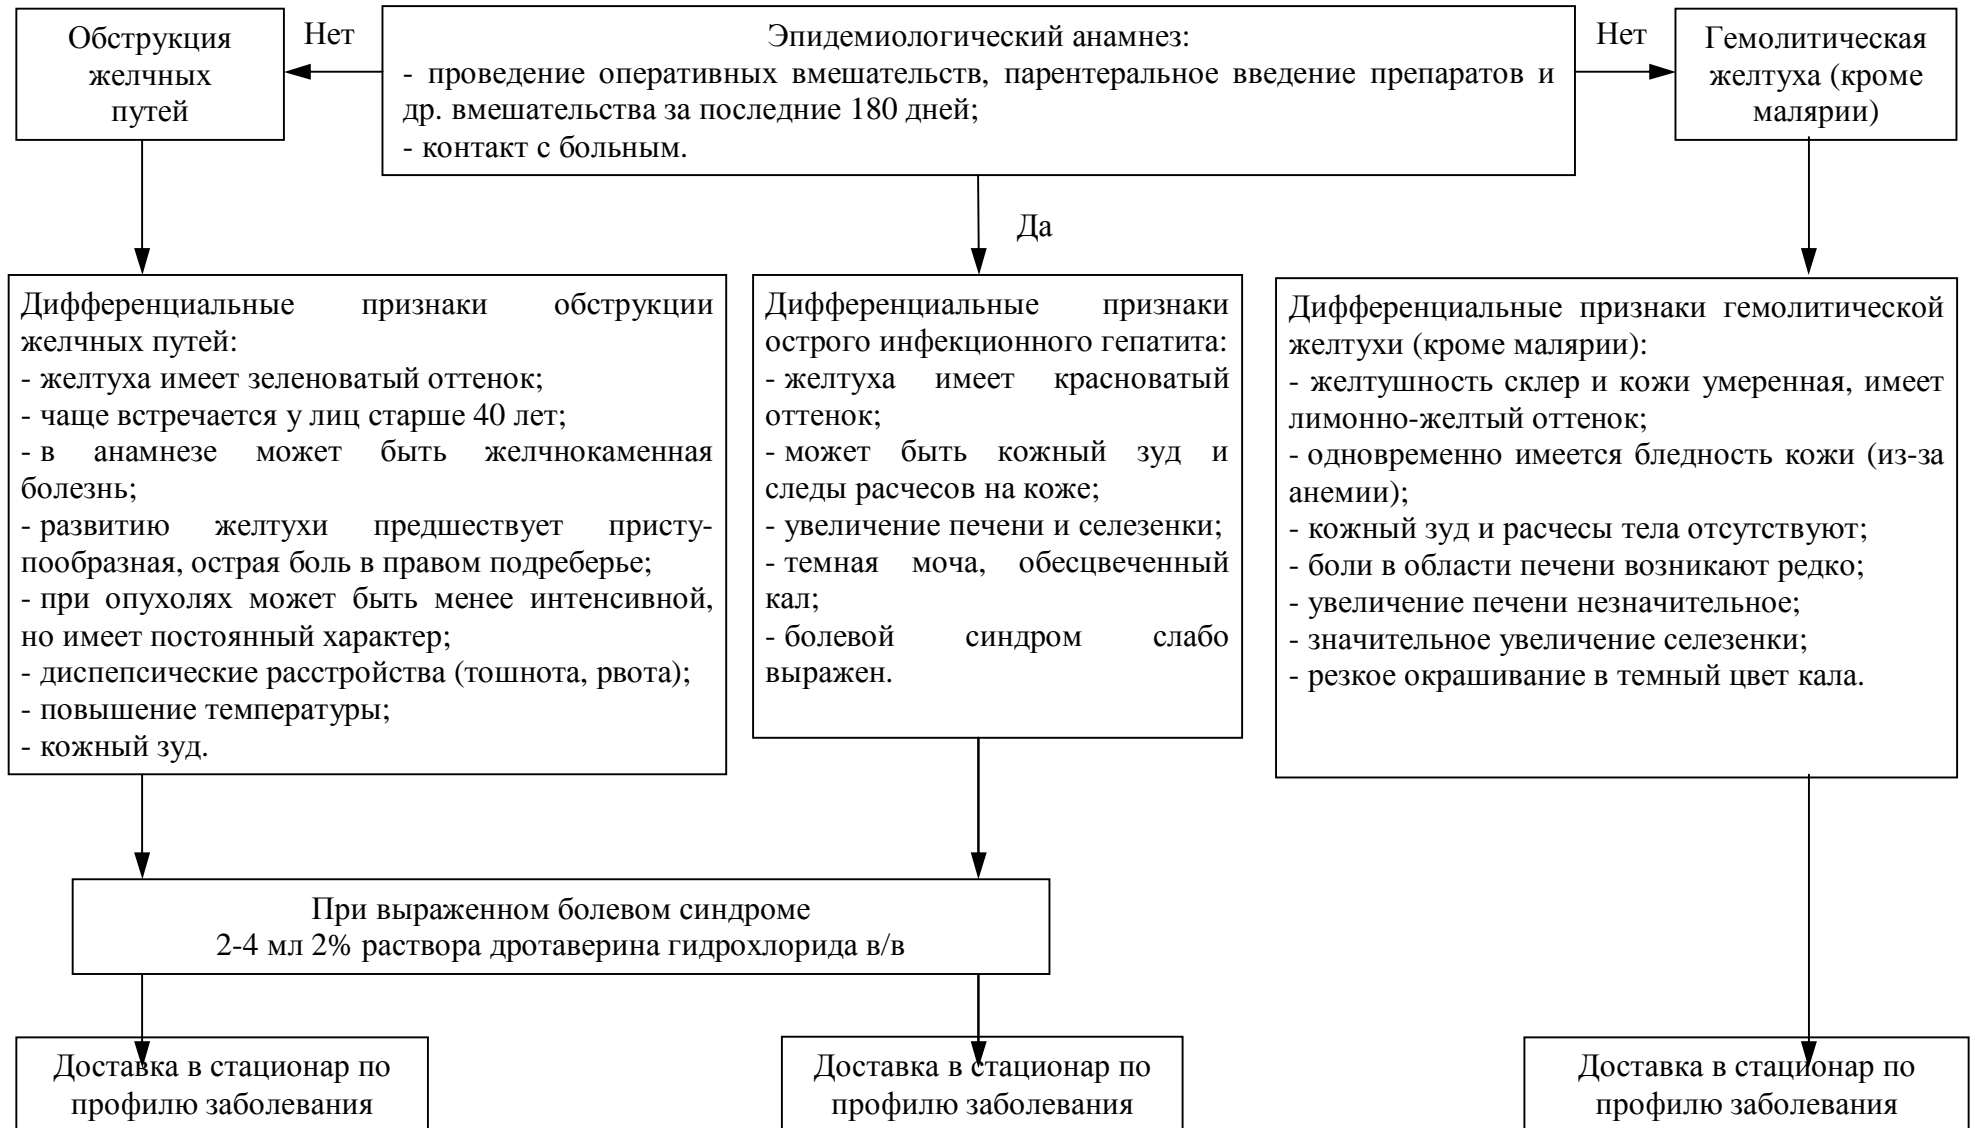 Обструкция
желчных
путей
Нет
Эпидемиологический анамнез:
- проведение оперативных вмешательств, парентеральное введение препаратов и
др. вмешательства за последние 180 дней;
- контакт с больным.
Нет
Гемолитическая
желтуха (кроме
малярии)
Да
Дифференциальные признаки обструкции
желчных путей:
- желтуха имеет зеленоватый оттенок;
- чаще встречается у лиц старше 40 лет;
- в анамнезе может быть желчнокаменная
болезнь;
- развитию желтухи предшествует присту-
пообразная, острая боль в правом подреберье;
- при опухолях может быть менее интенсивной,
но имеет постоянный характер;
- диспепсические расстройства (тошнота, рвота);
- повышение температуры;
- кожный зуд.
Дифференциальные признаки
острого инфекционного гепатита:
- желтуха имеет красноватый
оттенок;
- может быть кожный зуд и
следы расчесов на коже;
- увеличение печени и селезенки;
- темная моча, обесцвеченный
кал;
- болевой синдром слабо
выражен.
Дифференциальные признаки гемолитической
желтухи (кроме малярии):
- желтушность склер и кожи умеренная, имеет
лимонно-желтый оттенок;
- одновременно имеется бледность кожи (из-за
анемии);
- кожный зуд и расчесы тела отсутствуют;
- боли в области печени возникают редко;
- увеличение печени незначительное;
- значительное увеличение селезенки;
- резкое окрашивание в темный цвет кала.
При выраженном болевом синдроме
2-4 мл 2% раствора дротаверина гидрохлорида в/в
Доставка в стационар по
профилю заболевания
Доставка в стационар по
профилю заболевания
Доставка в стационар по
профилю заболевания